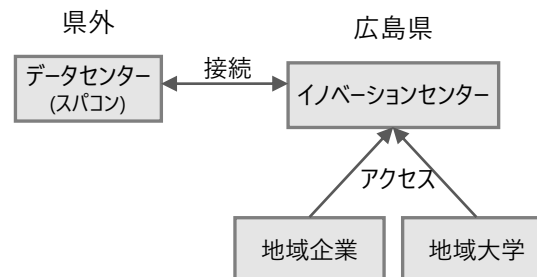 県外
広島県
データセンター
(スパコン)
接続
イノベーションセンター
アクセス
地域企業
地域大学